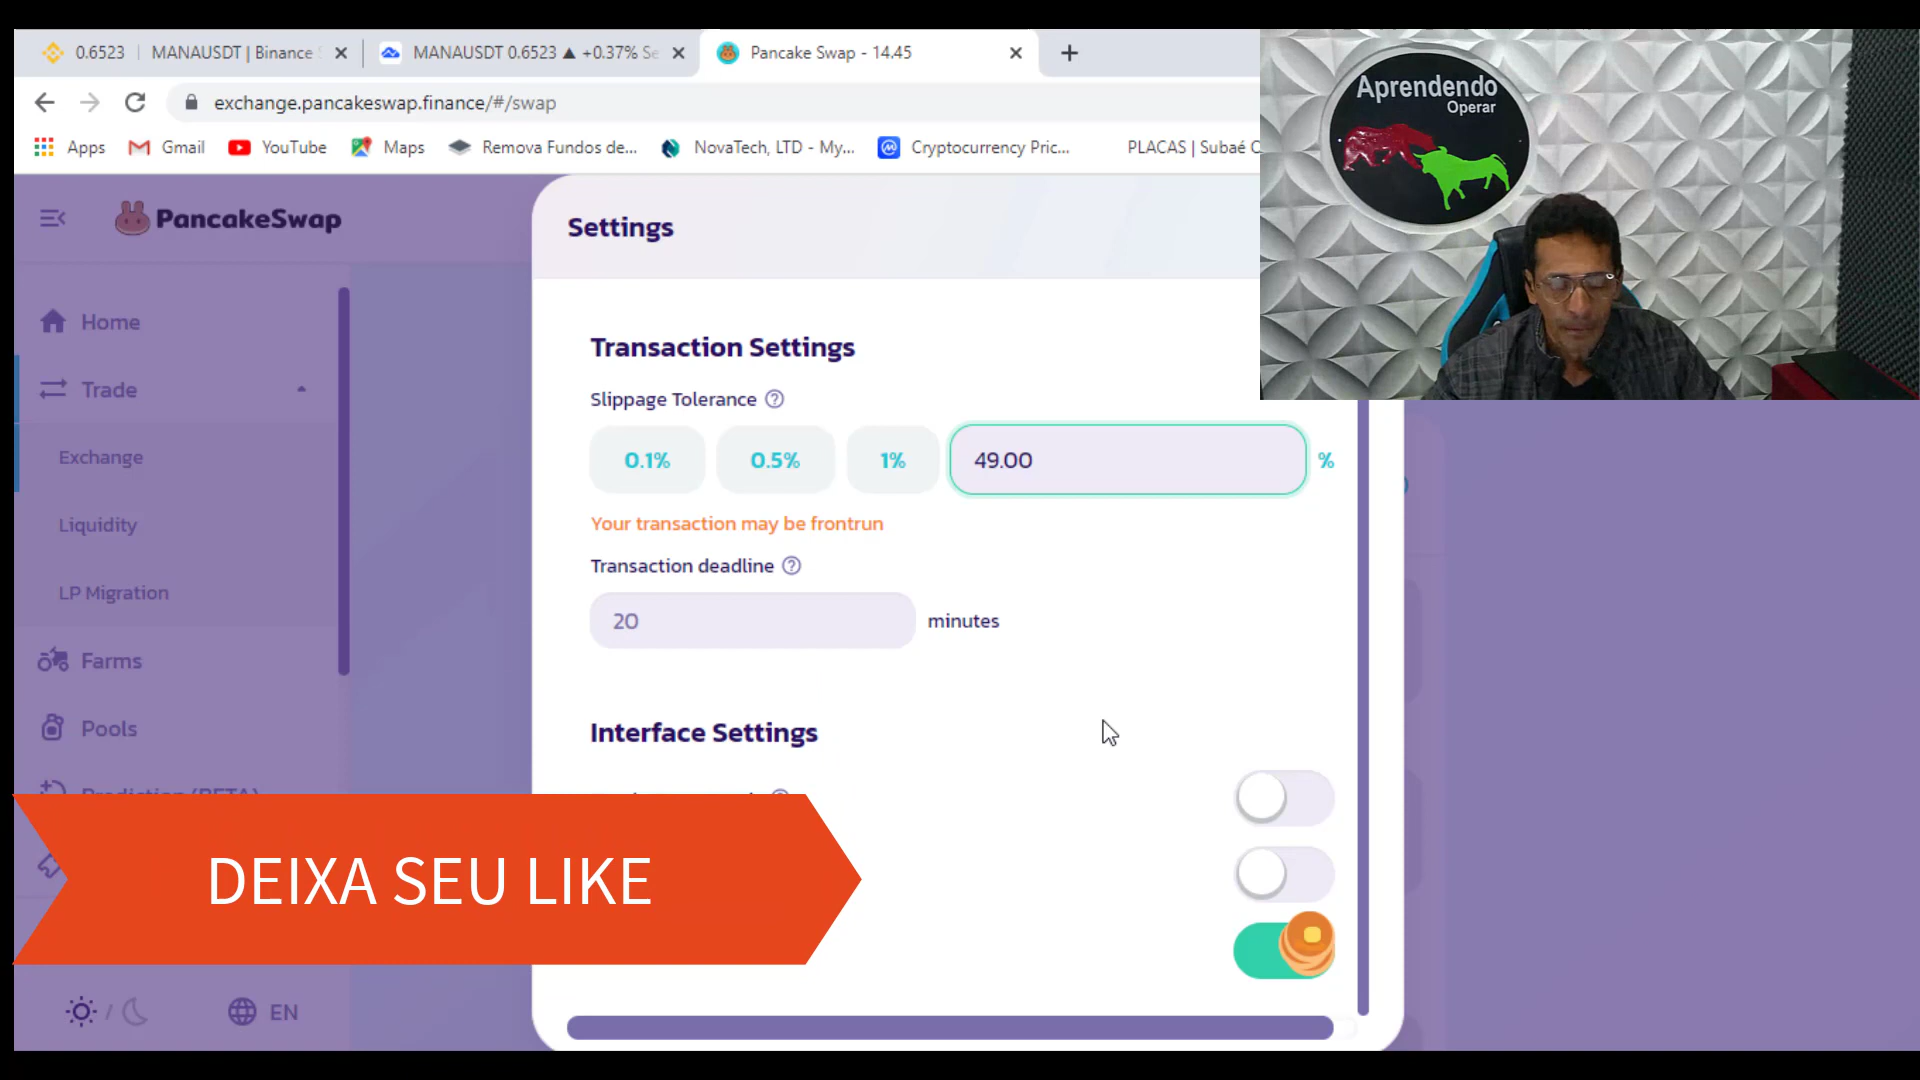 0.6523 | MANAUSDT | Binance S
MANAUSDT 0.6523 ▲ +0.37% Se
Pancake Swap - 14.45
exchange.pancakeswap.finance/#/swap
Apps
Gmail
YouTube
Maps
Remova Fundos de...
NovaTech, LTD - My...
Cryptocurrency Pric...
PLACAS | Subaé C
Aprendendo
Operar
PancakeSwap
Home
Trade
Exchange
Liquidity
LP Migration
Farms
Pools
Prediction (BETA)
/
EN
Settings
Transaction Settings
Slippage Tolerance ?
0.1% 0.5% 1% 49.00 %
Your transaction may be frontrun
Transaction deadline ?
20 minutes
Interface Settings
DEIXA SEU LIKE